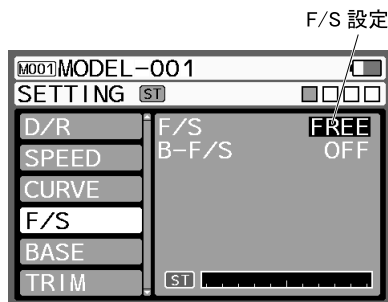 F/S 設定
M001 MODEL-001
SETTING ST
D/R
SPEED
CURVE
F/S
BASE
TRIM
F/S FREE
B-F/S OFF
ST